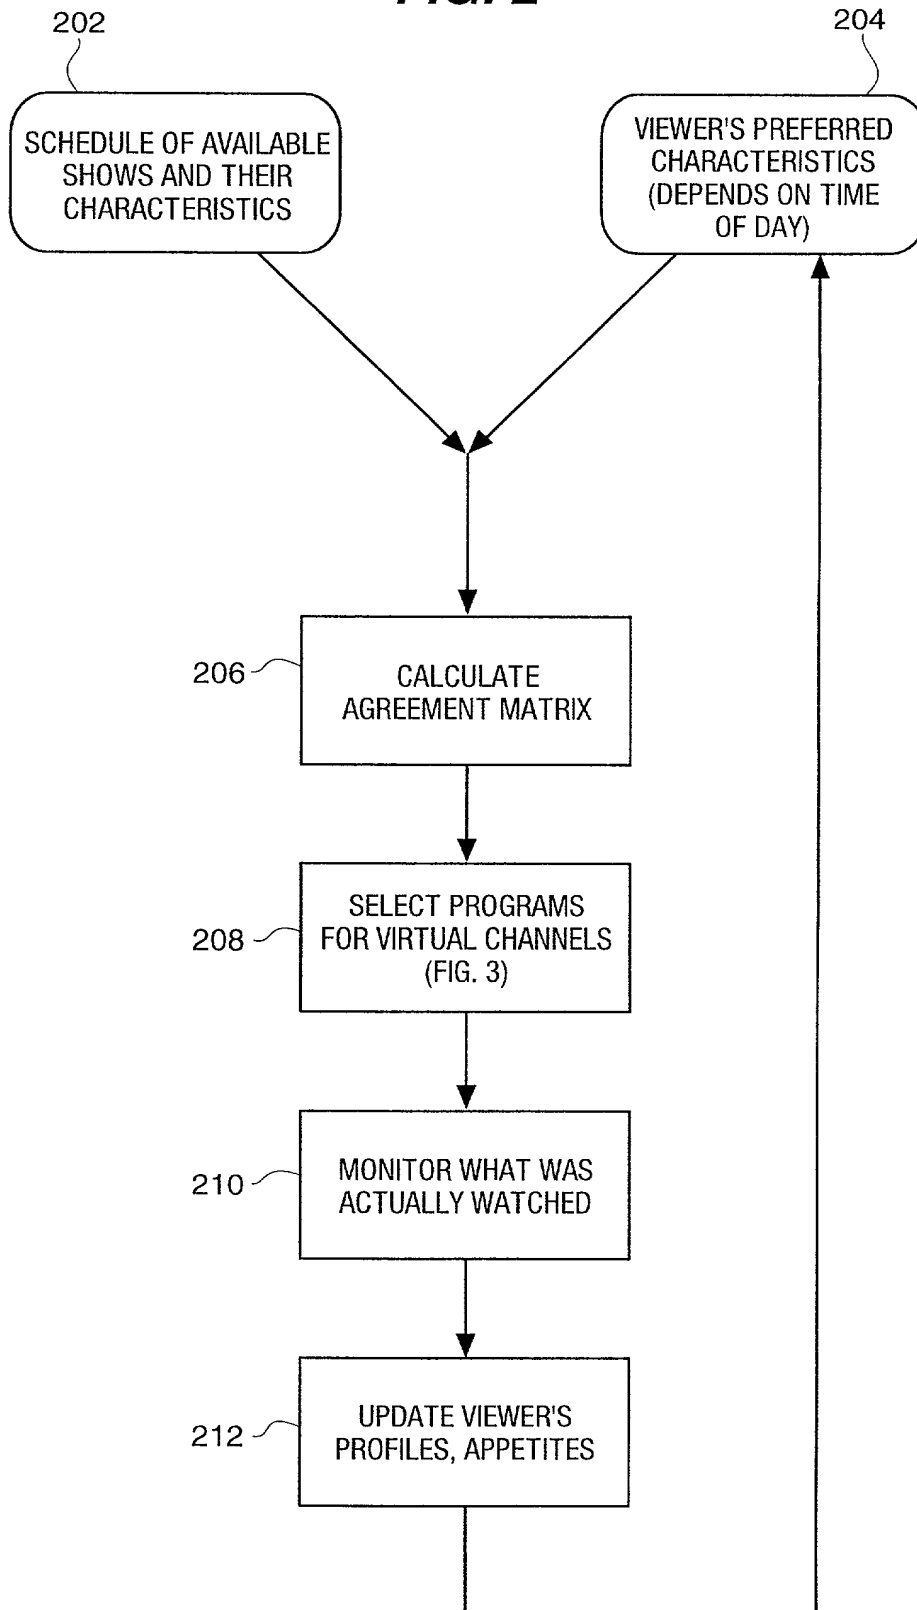 202
204
SCHEDULE OF AVAILABLE
SHOWS AND THEIR
CHARACTERISTICS
VIEWER'S PREFERRED
CHARACTERISTICS
(DEPENDS ON TIME
OF DAY)
206
CALCULATE
AGREEMENT MATRIX
208
SELECT PROGRAMS
FOR VIRTUAL CHANNELS
(FIG. 3)
210
MONITOR WHAT WAS
ACTUALLY WATCHED
212
UPDATE VIEWER'S
PROFILES, APPETITES